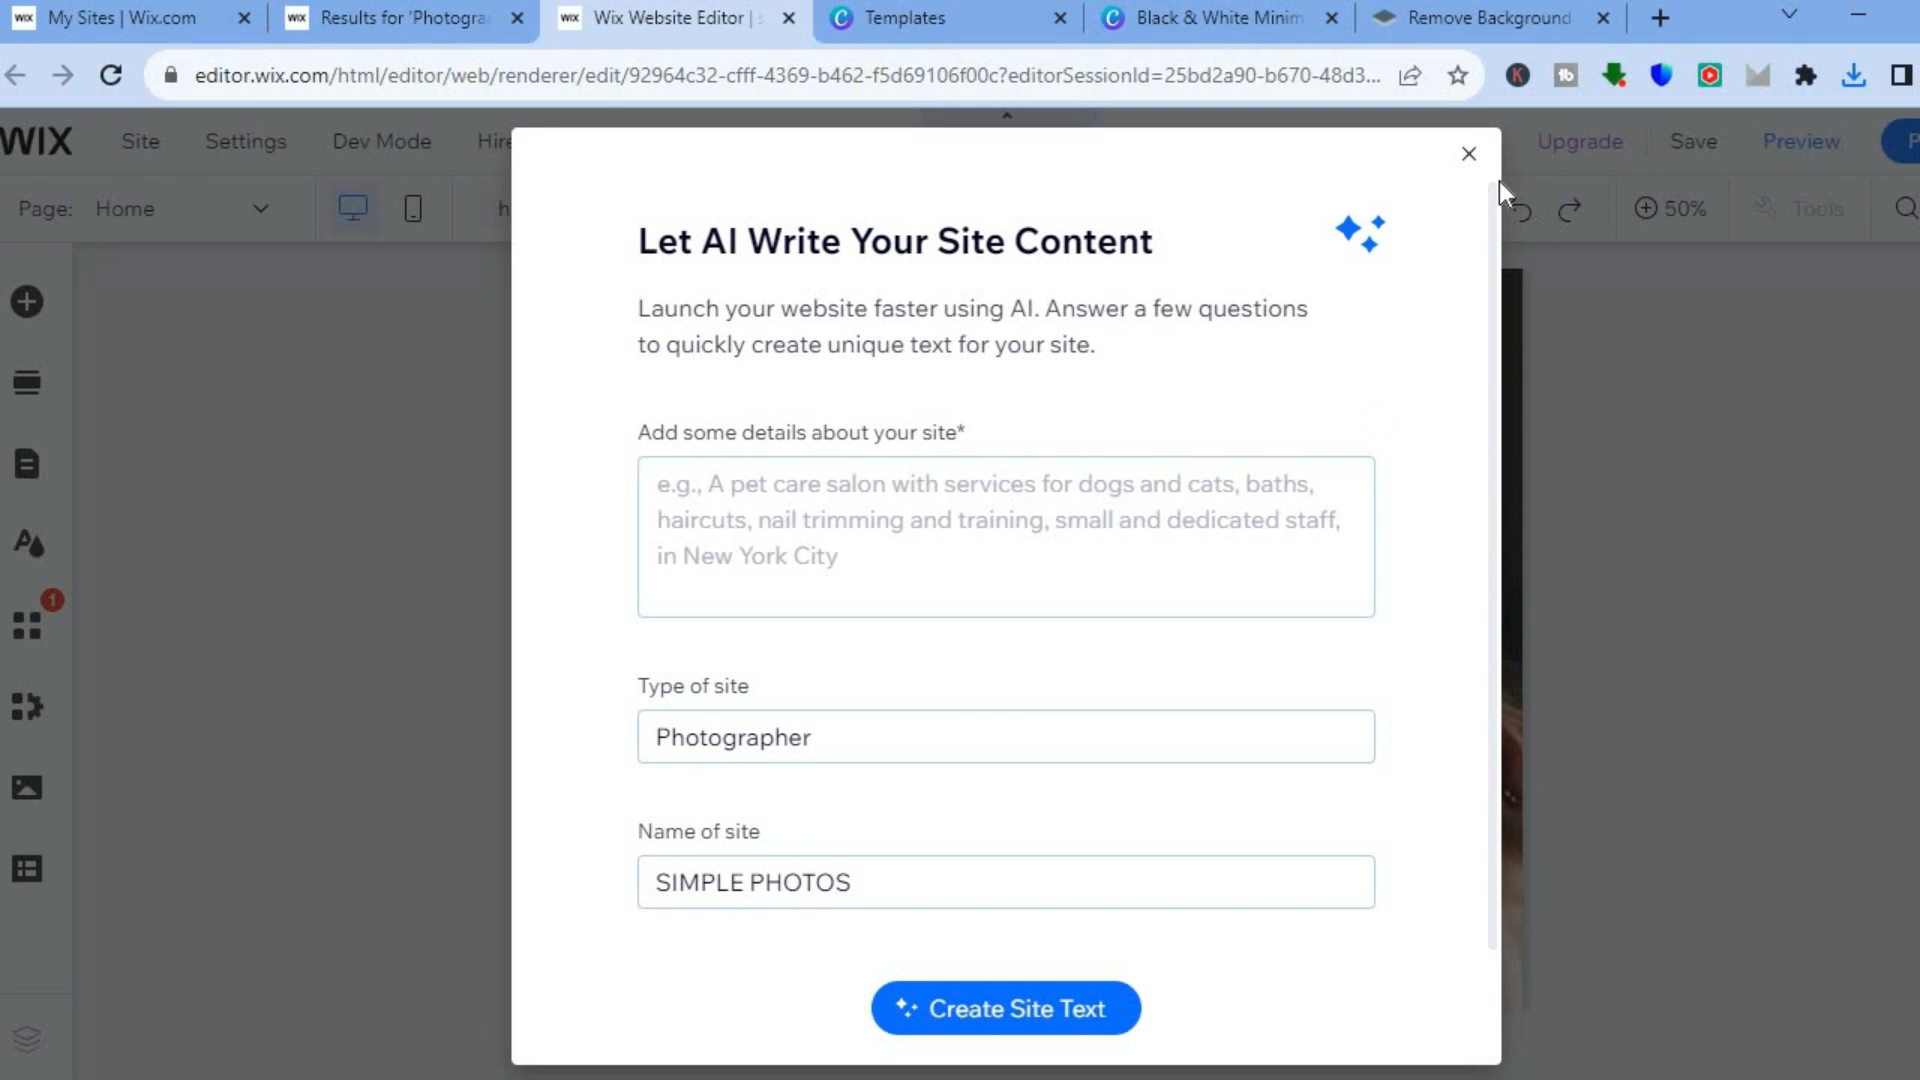 My Sites | Wix.com
Results for 'Photogra
Wix Website Editor |
Templates
Black & White Minim
Remove Background
editor.wix.com/html/editor/web/renderer/edit/92964c32-cfff-4369-b462-f5d69106f00c?editorSessionId=25bd2a90-b670-48d3...
WIX
Site
Settings
Dev Mode
Hire
Upgrade
Save
Preview
P
Page: Home
h
50%
Tools
1
Let AI Write Your Site Content
Launch your website faster using AI. Answer a few questions
to quickly create unique text for your site.
Add some details about your site*
e.g., A pet care salon with services for dogs and cats, baths,
haircuts, nail trimming and training, small and dedicated staff,
in New York City
Type of site
Photographer
Name of site
SIMPLE PHOTOS
Create Site Text